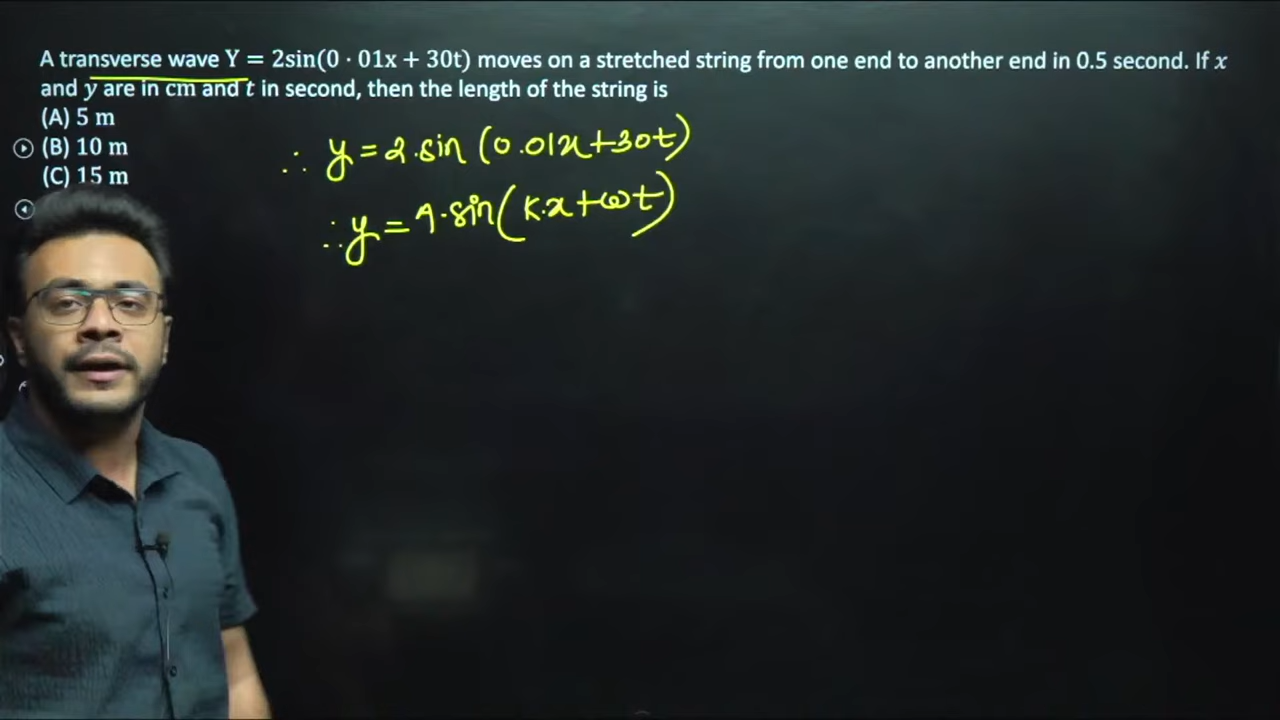 A transverse wave Y = 2sin(0 · 01x + 30t) moves on a stretched string from one end to another end in 0.5 second. If x
and y are in cm and t in second, then the length of the string is
(A) 5 m
(B) 10 m
(C) 15 m
∴ y = 2.sin (0.01x+30t)
∴ y = A.sin (K.x+ωt)